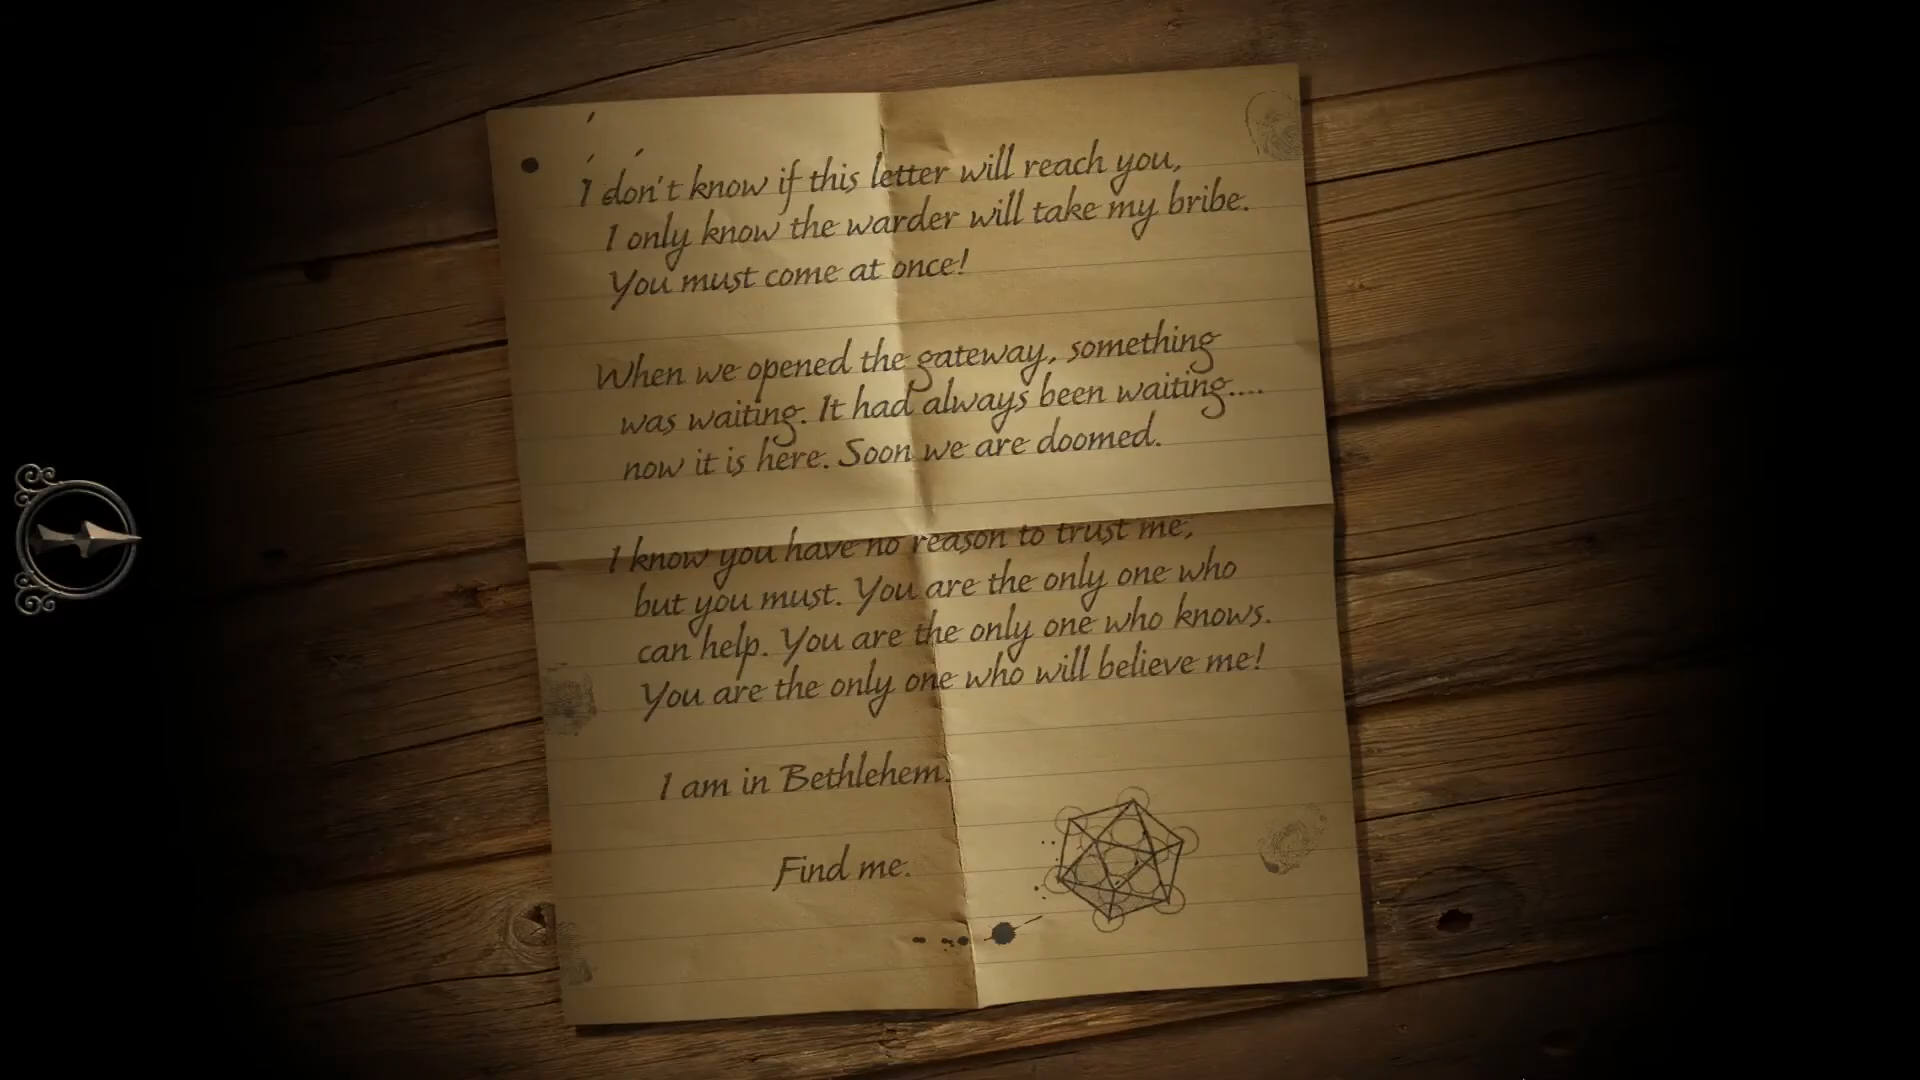 I don't know if this letter will reach you,
I only know the warder will take my bribe.
You must come at once!
When we opened the gateway, something
was waiting. It had always been waiting....
now it is here. Soon we are doomed.
I know you have no reason to trust me,
but you must. You are the only one who
can help. You are the only one who knows.
You are the only one who will believe me!
I am in Bethlehem.
Find me.